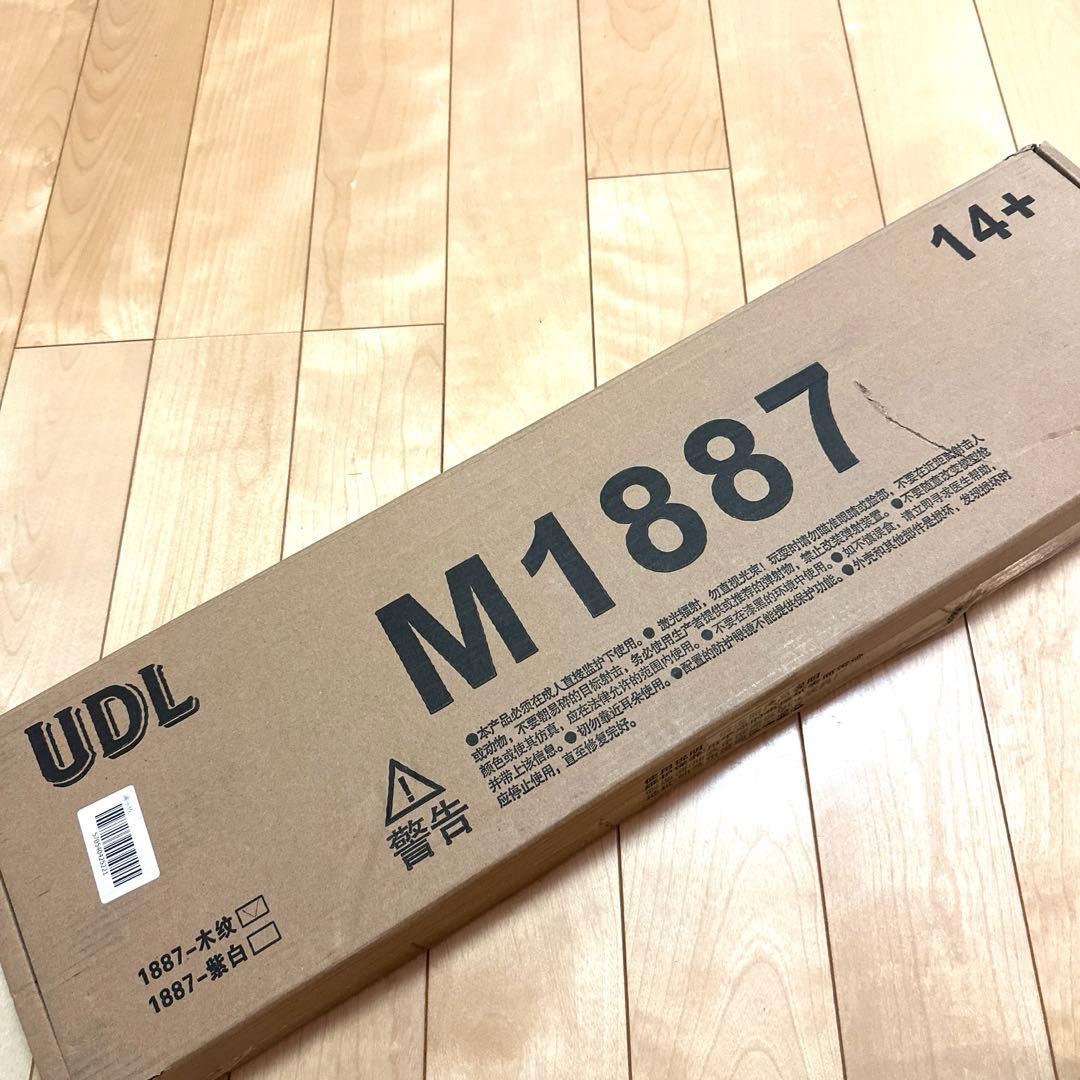 14+
M1887
UDL
●本产品必须在成人直接监护下使用。●激光辐射，勿直视光束！玩耍时请勿瞄准眼睛或脸部，不要在近距离射击人
或动物，不要朝易碎的目标射击，务必使用生产者提供或推荐的弹射物，禁止改装弹射装置。●不要随意改变模型枪
颜色或使其仿真，应在法律允许的范围内使用。●不要在漆黑的环境中使用。●如不慎误食，请立即寻求医生帮助，
并带上该信息。●切勿靠近耳朵使用。●配置的防护眼镜不能提供保护功能。●外壳和其他部件是损坏，发现损坏时
应停止使用，直至修复完好。
警告
1887-木纹
1887-紫白